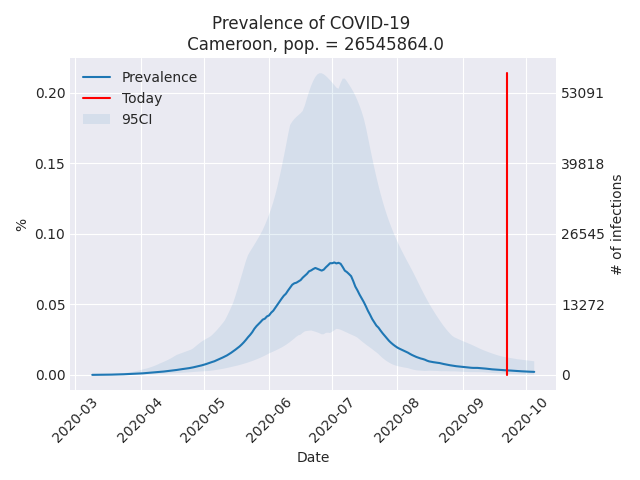 Prevalence of COVID-19
Cameroon, pop. = 26545864.0
Prevalence
Today
95CI
0.20
0.15
0.10
0.05
0.00
%
53091
39818
26545
13272
0
# of infections
2020-03
2020-04
2020-05
2020-06
2020-07
2020-08
2020-09
2020-10
Date